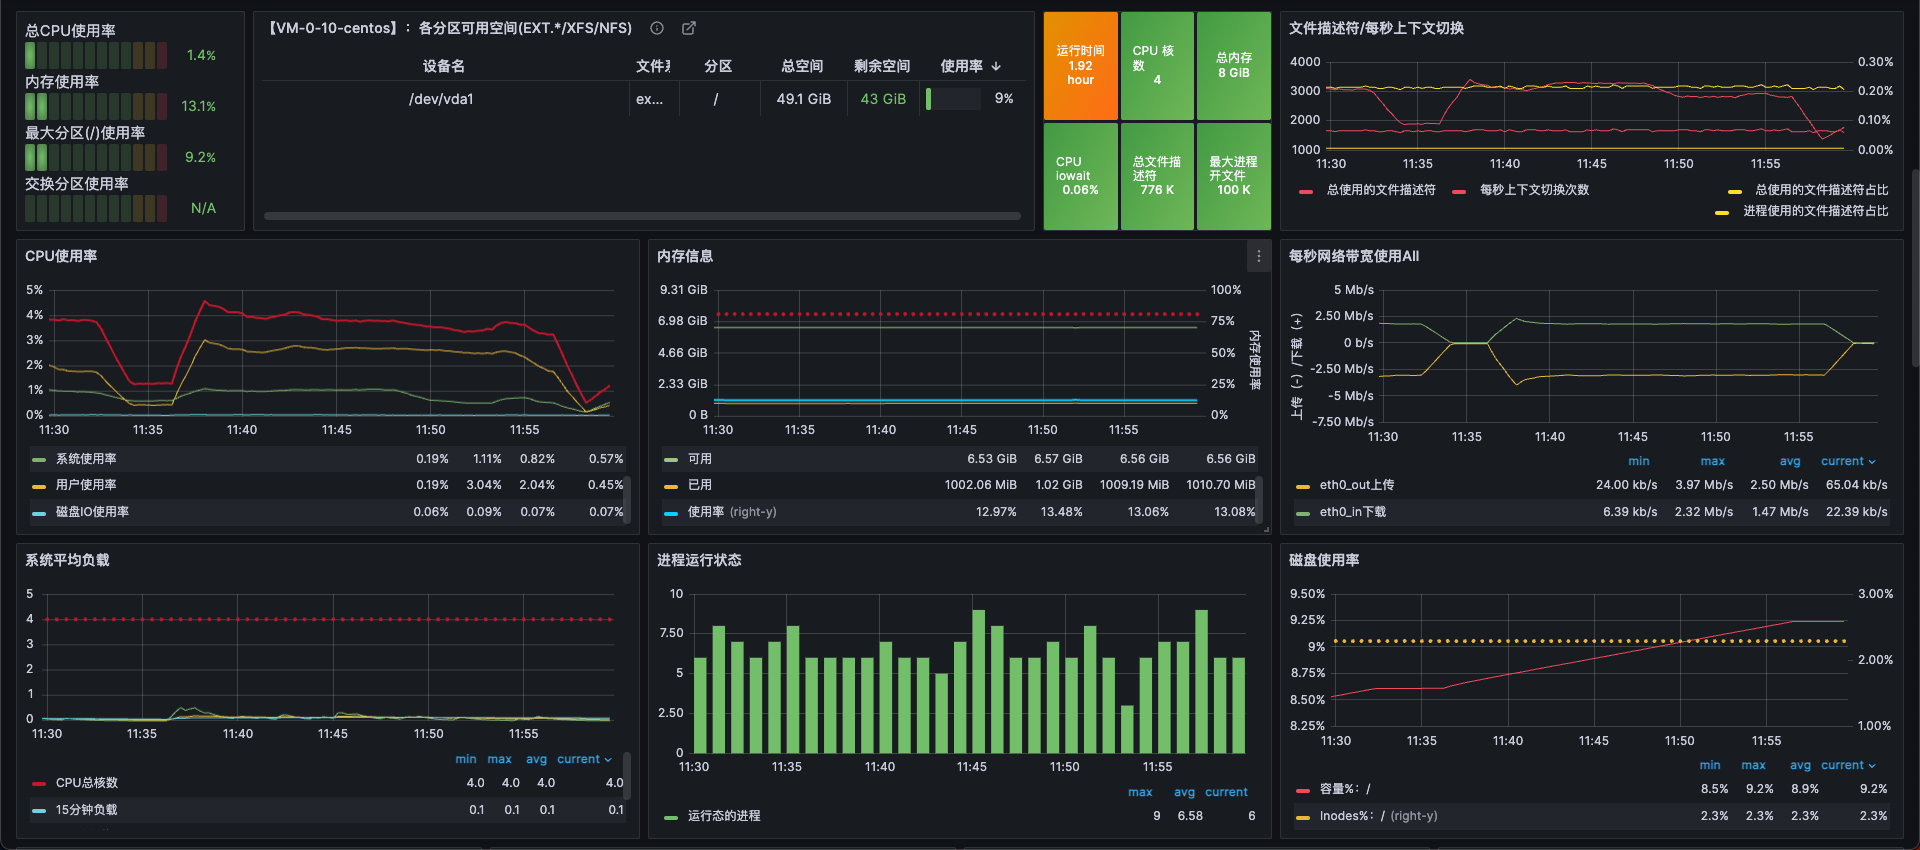 总CPU使用率
1.4%
内存使用率
13.1%
最大分区(/)使用率
9.2%
交换分区使用率
N/A
【VM-0-10-centos】：各分区可用空间(EXT.*/XFS/NFS)
设备名 分区 总空间 剩余空间 使用率
/dev/vda1 ex... / 49.1 GiB 43 GiB 9%
运行时间
1.92
hour
CPU 核
数
4
总内存
8 GiB
CPU
iowait
0.06%
总文件描
述符
776 K
最大进程
开文件
100 K
文件描述符/每秒上下文切换
4000 0.30%
3000 0.20%
2000 0.10%
1000 0.00%
11:30 11:35 11:40 11:45 11:50 11:55
总使用的文件描述符 每秒上下文切换次数 总使用的文件描述符占比
进程使用的文件描述符占比
CPU使用率
5%
4%
3%
2%
1%
0%
11:30 11:35 11:40 11:45 11:50 11:55
系统使用率 0.19% 1.11% 0.82% 0.57%
用户使用率 0.19% 3.04% 2.04% 0.45%
磁盘IO使用率 0.06% 0.09% 0.07% 0.07%
内存信息
9.31 GiB 100%
6.98 GiB 75%
4.66 GiB 50%
2.33 GiB 25%
0 B 0%
内存使用率
11:30 11:35 11:40 11:45 11:50 11:55
可用 6.53 GiB 6.57 GiB 6.56 GiB 6.56 GiB
已用 1002.06 MiB 1.02 GiB 1009.19 MiB 1010.70 MiB
使用率 (right-y) 12.97% 13.48% 13.06% 13.08%
每秒网络带宽使用All
上传（-）/下载（+）
5 Mb/s
2.50 Mb/s
0 b/s
-2.50 Mb/s
-5 Mb/s
-7.50 Mb/s
11:30 11:35 11:40 11:45 11:50 11:55
min max avg current
eth0_out上传 24.00 kb/s 3.97 Mb/s 2.50 Mb/s 65.04 kb/s
eth0_in下载 6.39 kb/s 2.32 Mb/s 1.47 Mb/s 22.39 kb/s
系统平均负载
5
4
3
2
1
0
11:30 11:35 11:40 11:45 11:50 11:55
min max avg current
CPU总核数 4.0 4.0 4.0 4.0
15分钟负载 0.1 0.1 0.1 0.1
进程运行状态
10
7.50
5
2.50
0
11:30 11:35 11:40 11:45 11:50 11:55
max avg current
运行态的进程 9 6.58 6
磁盘使用率
9.50% 3.00%
9.25%
9% 2.00%
8.75%
8.50%
8.25% 1.00%
11:30 11:35 11:40 11:45 11:50 11:55
min max avg current
容量%：/ 8.5% 9.2% 8.9% 9.2%
Inodes%：/ (right-y) 2.3% 2.3% 2.3% 2.3%